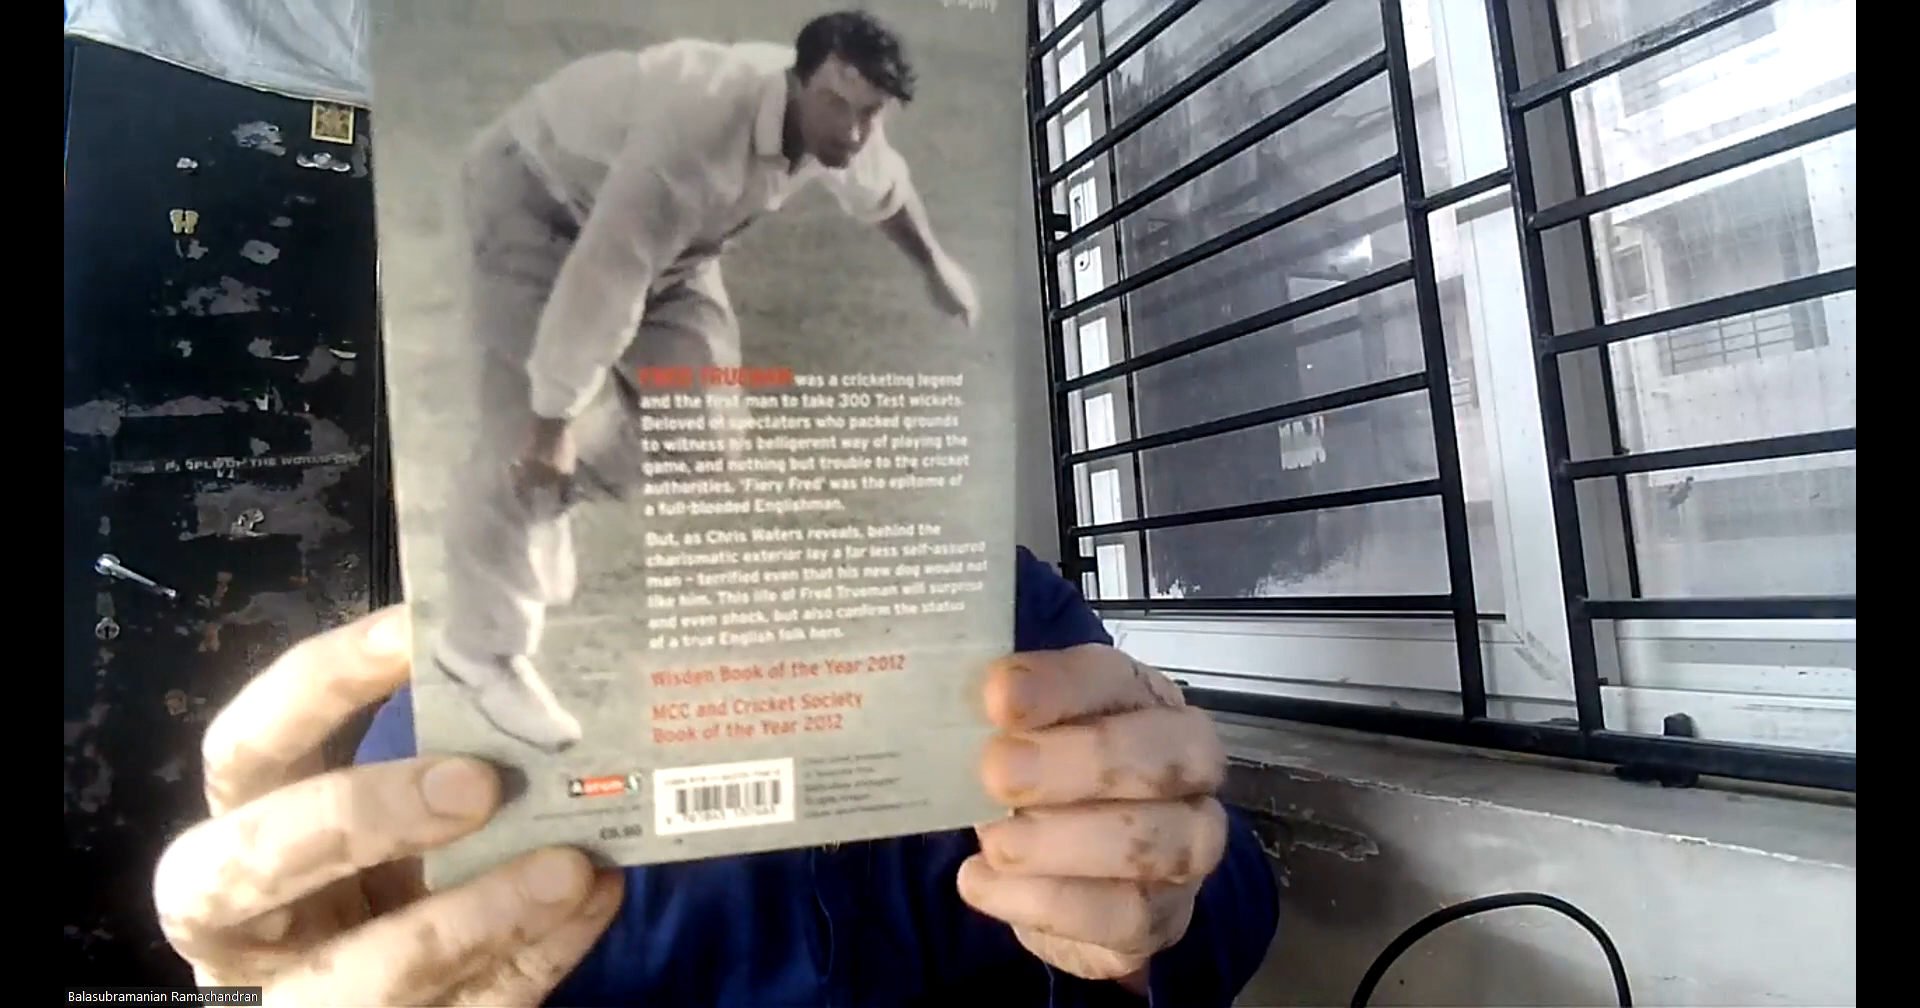 FRED TRUEMAN was a cricketing legend
and the first man to take 300 Test wickets.
Beloved of spectators who packed grounds
to witness his belligerent way of playing the
game, and nothing but trouble to the cricket
authorities, 'Fiery Fred' was the epitome of
a full-blooded Englishman.
But, as Chris Waters reveals, behind the
charismatic exterior lay a far less self-assured
man – terrified even that his new dog would not
like him. This life of Fred Trueman will surprise
and even shock, but also confirm the status
of a true English folk hero.
Wisden Book of the Year 2012
MCC and Cricket Society
Book of the Year 2012
Aurum
Balasubramanian Ramachandran